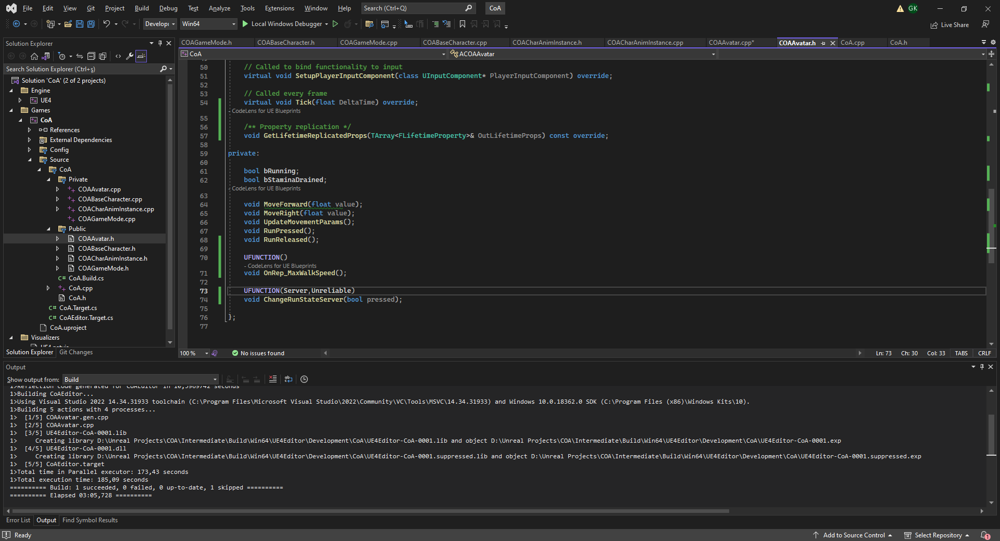 File Edit View Git Project Build Debug Test Analyze Tools Extensions Window Help Search (Ctrl+Q) CoA GK
Developr Win64 Local Windows Debugger Live Share
Solution Explorer
Search Solution Explorer (Ctrl+ş)
Solution 'CoA' (2 of 2 projects)
Engine
UE4
Games
CoA
References
External Dependencies
Config
Source
CoA
Private
COAAvatar.cpp
COABaseCharacter.cpp
COACharAnimInstance.cpp
COAGameMode.cpp
Public
COAAvatar.h
COABaseCharacter.h
COACharAnimInstance.h
COAGameMode.h
CoA.Build.cs
CoA.cpp
CoA.h
CoA.Target.cs
CoAEditor.Target.cs
CoA.uproject
Visualizers
Solution Explorer Git Changes
COAGameMode.h COABaseCharacter.h COAGameMode.cpp COABaseCharacter.cpp COACharAnimInstance.h COACharAnimInstance.cpp COAAvatar.cpp* COAAvatar.h CoA.cpp CoA.h
CoA ACOAAvatar
50 // Called to bind functionality to input
51 virtual void SetupPlayerInputComponent(class UInputComponent* PlayerInputComponent) override;
52
53 // Called every frame
54 virtual void Tick(float DeltaTime) override;
- CodeLens for UE Blueprints
55
56 /** Property replication */
57 void GetLifetimeReplicatedProps(TArray<FLifetimeProperty>& OutLifetimeProps) const override;
58
59 private:
60
61 bool bRunning;
62 bool bStaminaDrained;
- CodeLens for UE Blueprints
63
64 void MoveForward(float value);
65 void MoveRight(float value);
66 void UpdateMovementParams();
67 void RunPressed();
68 void RunReleased();
69
70 UFUNCTION()
- CodeLens for UE Blueprints
71 void OnRep_MaxWalkSpeed();
72
73 UFUNCTION(Server,Unreliable)
74 void ChangeRunStateServer(bool pressed);
75
76 };
77
100 % No issues found Ln: 73 Ch: 30 Col: 33 TABS CRLF
Output
Show output from: Build
1>Reflection code generated for CoAEditor in 10,5969742 seconds
1>Building CoAEditor...
1>Using Visual Studio 2022 14.34.31933 toolchain (C:\Program Files\Microsoft Visual Studio\2022\Community\VC\Tools\MSVC\14.34.31933) and Windows 10.0.18362.0 SDK (C:\Program Files (x86)\Windows Kits\10).
1>Building 5 actions with 4 processes...
1> [1/5] COAAvatar.gen.cpp
1> [2/5] COAAvatar.cpp
1> [3/5] UE4Editor-CoA-0001.lib
1> Creating library D:\Unreal Projects\COA\Intermediate\Build\Win64\UE4Editor\Development\CoA\UE4Editor-CoA-0001.lib and object D:\Unreal Projects\COA\Intermediate\Build\Win64\UE4Editor\Development\CoA\UE4Editor-CoA-0001.exp
1> [4/5] UE4Editor-CoA-0001.dll
1> Creating library D:\Unreal Projects\COA\Intermediate\Build\Win64\UE4Editor\Development\CoA\UE4Editor-CoA-0001.suppressed.lib and object D:\Unreal Projects\COA\Intermediate\Build\Win64\UE4Editor\Development\CoA\UE4Editor-CoA-0001.suppressed.exp
1> [5/5] CoAEditor.target
1>Total time in Parallel executor: 173,43 seconds
1>Total execution time: 185,09 seconds
========== Build: 1 succeeded, 0 failed, 0 up-to-date, 1 skipped ==========
========== Elapsed 03:05,728 ==========
Error List Output Find Symbol Results
Ready Add to Source Control Select Repository 1